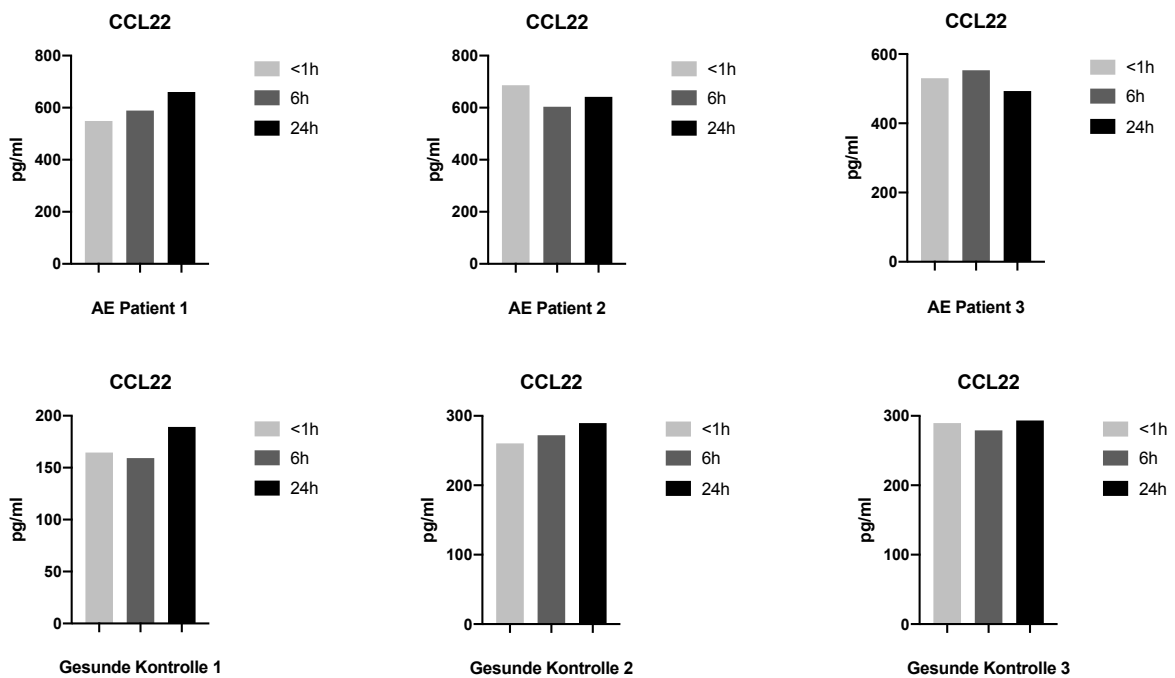 CCL22
800
600
400
200
0
pg/ml
<1h
6h
24h
AE Patient 1
CCL22
800
600
400
200
0
pg/ml
<1h
6h
24h
AE Patient 2
CCL22
600
400
200
0
pg/ml
<1h
6h
24h
AE Patient 3
CCL22
200
150
100
50
0
pg/ml
<1h
6h
24h
Gesunde Kontrolle 1
CCL22
300
200
100
0
pg/ml
<1h
6h
24h
Gesunde Kontrolle 2
CCL22
300
200
100
0
pg/ml
<1h
6h
24h
Gesunde Kontrolle 3